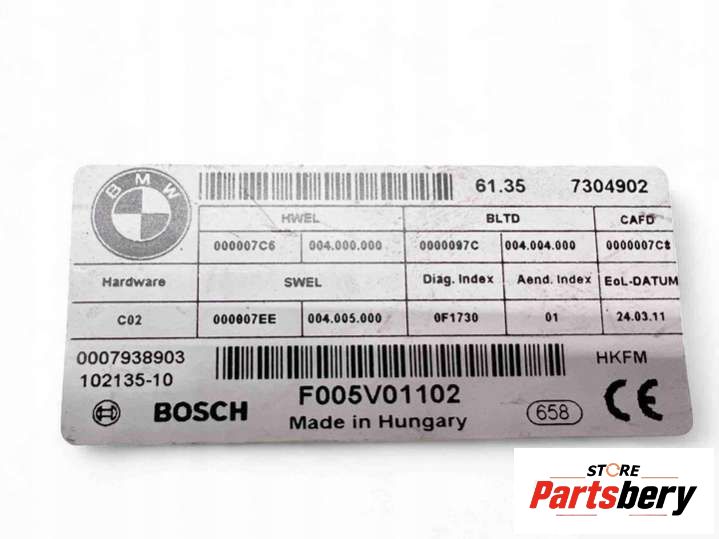 BMW
61.35 7304902
HWEL BLTD CAFD
000007C6 004.000.000 0000097C 004.004.000 0000007C
Hardware SWEL Diag. Index Aend. Index EoL-DATUM
C02 000007EE 004.005.000 0F1730 01 24.03.11
0007938903 HKFM
102135-10
BOSCH F005V01102 658 CE
Made in Hungary
STORE
Partsbery